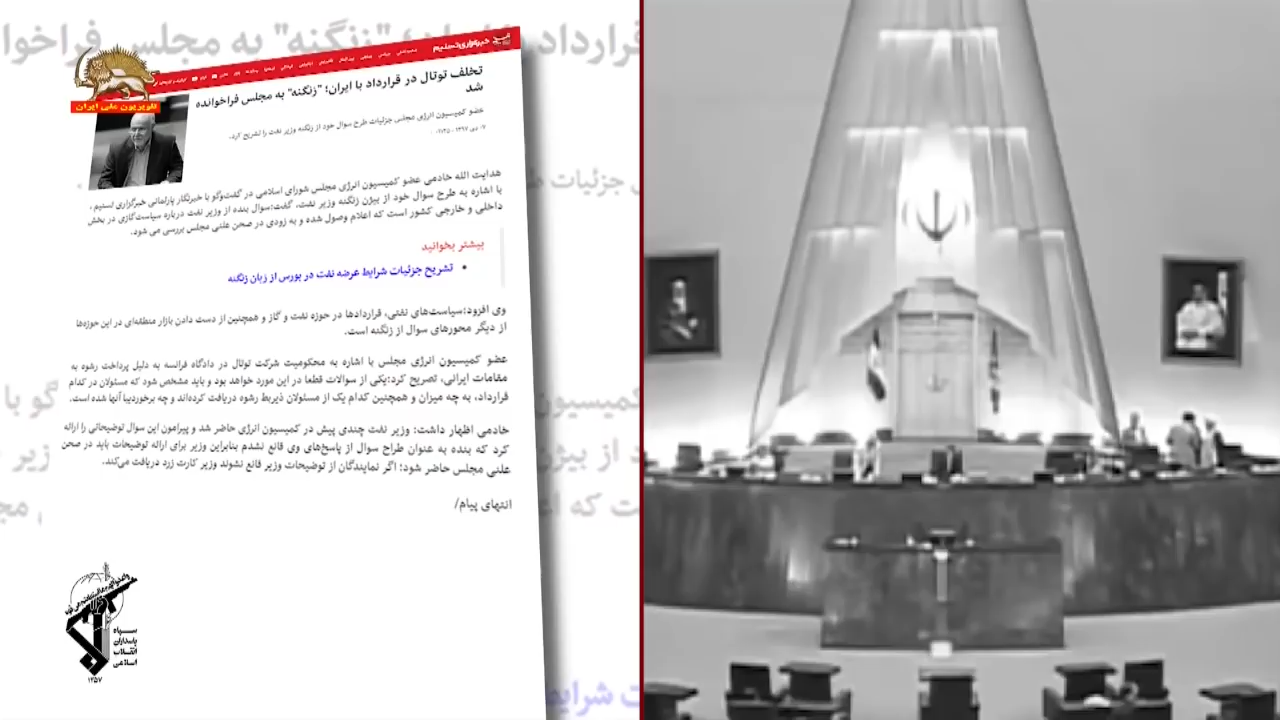 قرارداد
"زنگنه" به مجلس فراخوا
خبرگزاری تسنیم
تلویزیون ملی ایران
تخلف توتال در قرارداد با ایران؛ "زنگنه" به مجلس فراخوانده
شد
عضو کمیسیون انرژی مجلس جزئیات طرح سوال خود از زنگنه وزیر نفت را تشریح کرد.
هدایت الله خادمی عضو کمیسیون انرژی مجلس شورای اسلامی در گفت‌وگو با خبرنگار پارلمانی خبرگزاری تسنیم ،
با اشاره به طرح سوال خود از بیژن زنگنه وزیر نفت، گفت:سوال بنده از وزیر نفت درباره سیاست‌گازی در بخش
داخلی و خارجی کشور است که اعلام وصول شده و به زودی در صحن علنی مجلس بررسی می شود.
بیشتر بخوانید
• تشریح جزئیات شرایط عرضه نفت در بورس از زبان زنگنه
وی افزود:سیاست‌های نفتی، قراردادها در حوزه نفت و گاز و همچنین از دست دادن بازار منطقه‌ای در این حوزه‌ها
از دیگر محورهای سوال از زنگنه است.
عضو کمیسیون انرژی مجلس با اشاره به محکومیت شرکت توتال در دادگاه فرانسه به دلیل پرداخت رشوه به
مقامات ایرانی، تصریح کرد:یکی از سوالات قطعا در این مورد خواهد بود و باید مشخص شود که مسئولان در کدام
قرارداد، به چه میزان و همچنین کدام یک از مسئولان ذیربط رشوه دریافت کرده‌اند و چه برخوردیبا آنها شده است.
خادمی اظهار داشت: وزیر نفت چندی پیش در کمیسیون انرژی حاضر شد و پیرامون این سوال توضیحاتی را ارائه
کرد که بنده به عنوان طراح سوال از پاسخ‌های وی قانع نشدم بنابراین وزیر برای ارائه توضیحات باید در صحن
علنی مجلس حاضر شود؛ اگر نمایندگان از توضیحات وزیر قانع نشوند وزیر کارت زرد دریافت می‌کند.
انتهای پیام/
سپاه
پاسداران
انقلاب
اسلامی
۱۳۵۷